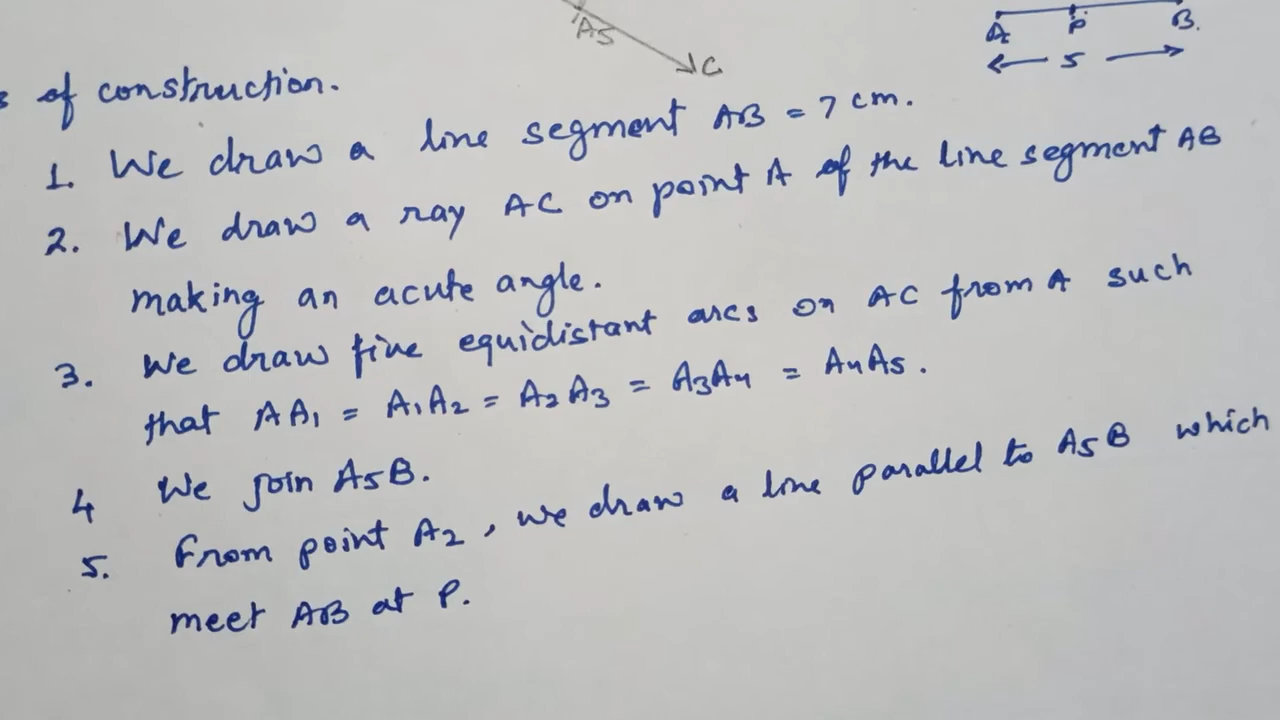 A5
C
A P B.
5
of construction.
1. We draw a line segment AB = 7 cm.
2. We draw a ray AC on point A of the line segment AB
making an acute angle.
3. We draw five equidistant arcs on AC from A such
that AA1 = A1A2 = A2A3 = A3A4 = A4A5.
4 We join A5B.
5. From point A2, we draw a line parallel to A5B which
meet AB at P.